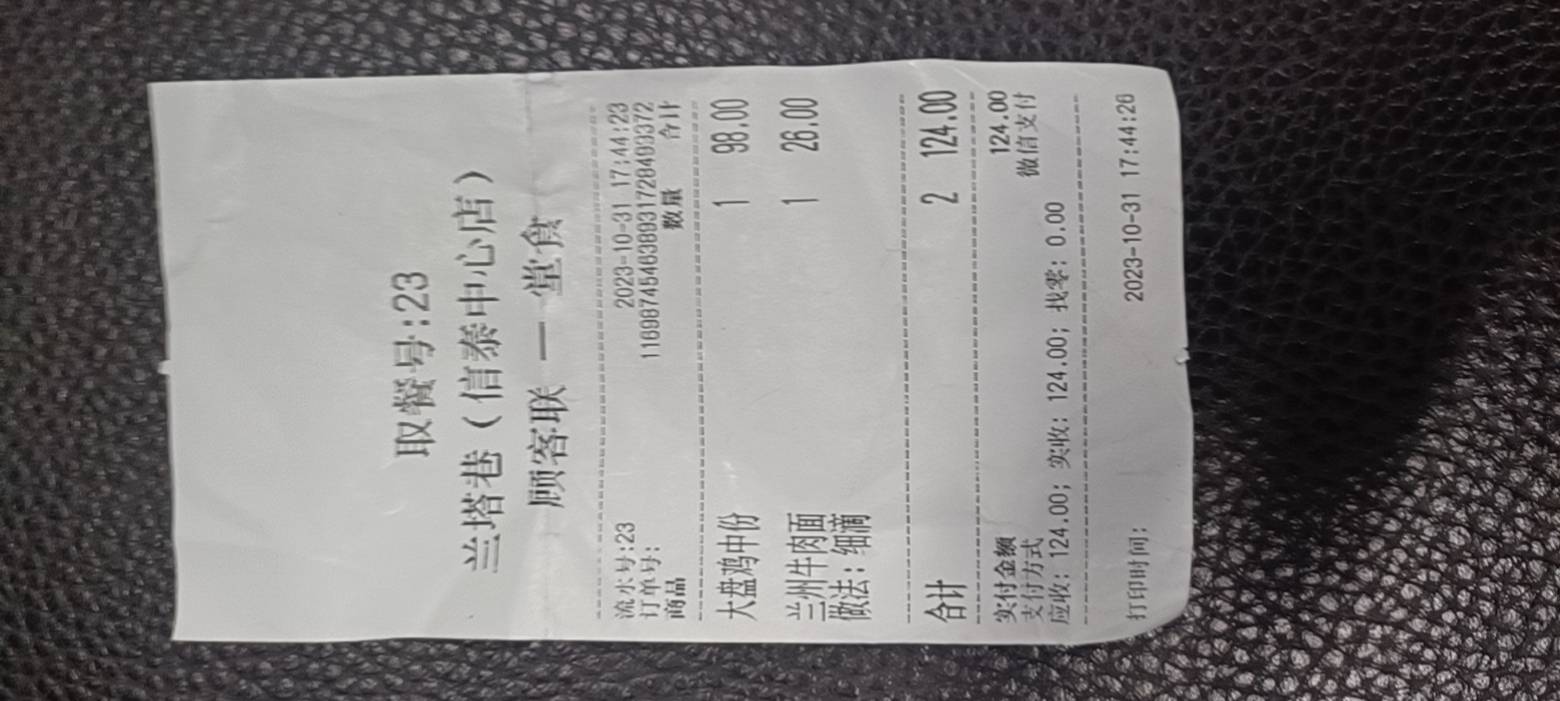 取餐号:23
兰塔巷(信泰中心店)
顾客联 — 堂食
流水号:23 2023-10-31 17:44:23
订单号: 116987454638931728493372
商品 数量 合计
大盘鸡中份 1 98.00
兰州牛肉面 1 26.00
做法: 细滴
合计 2 124.00
实付金额 124.00
支付方式 微信支付
应收: 124.00; 实收: 124.00; 找零: 0.00
打印时间: 2023-10-31 17:44:26